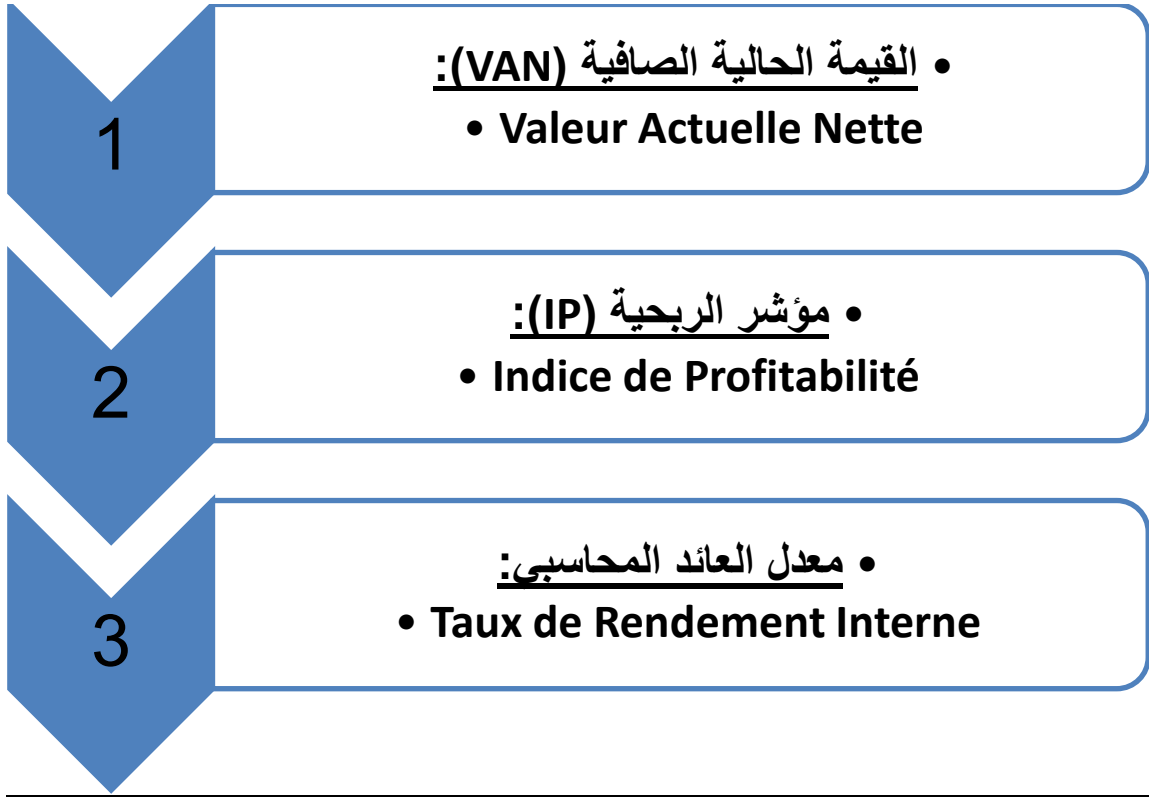 1
• القيمة الحالية الصافية (VAN):
• Valeur Actuelle Nette
2
• مؤشر الربحية (IP):
• Indice de Profitabilité
3
• معدل العائد المحاسبي:
• Taux de Rendement Interne